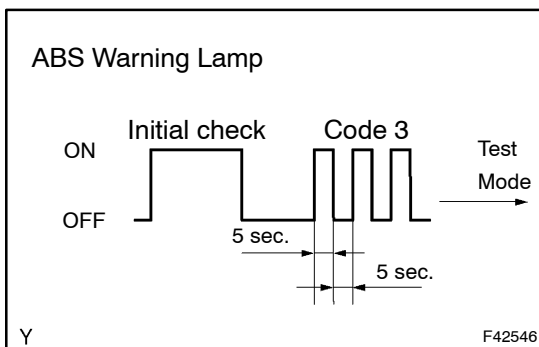 ABS Warning Lamp
Initial check
Code 3
ON
Test
Mode
OFF
5 sec.
5 sec.
Y
F42546